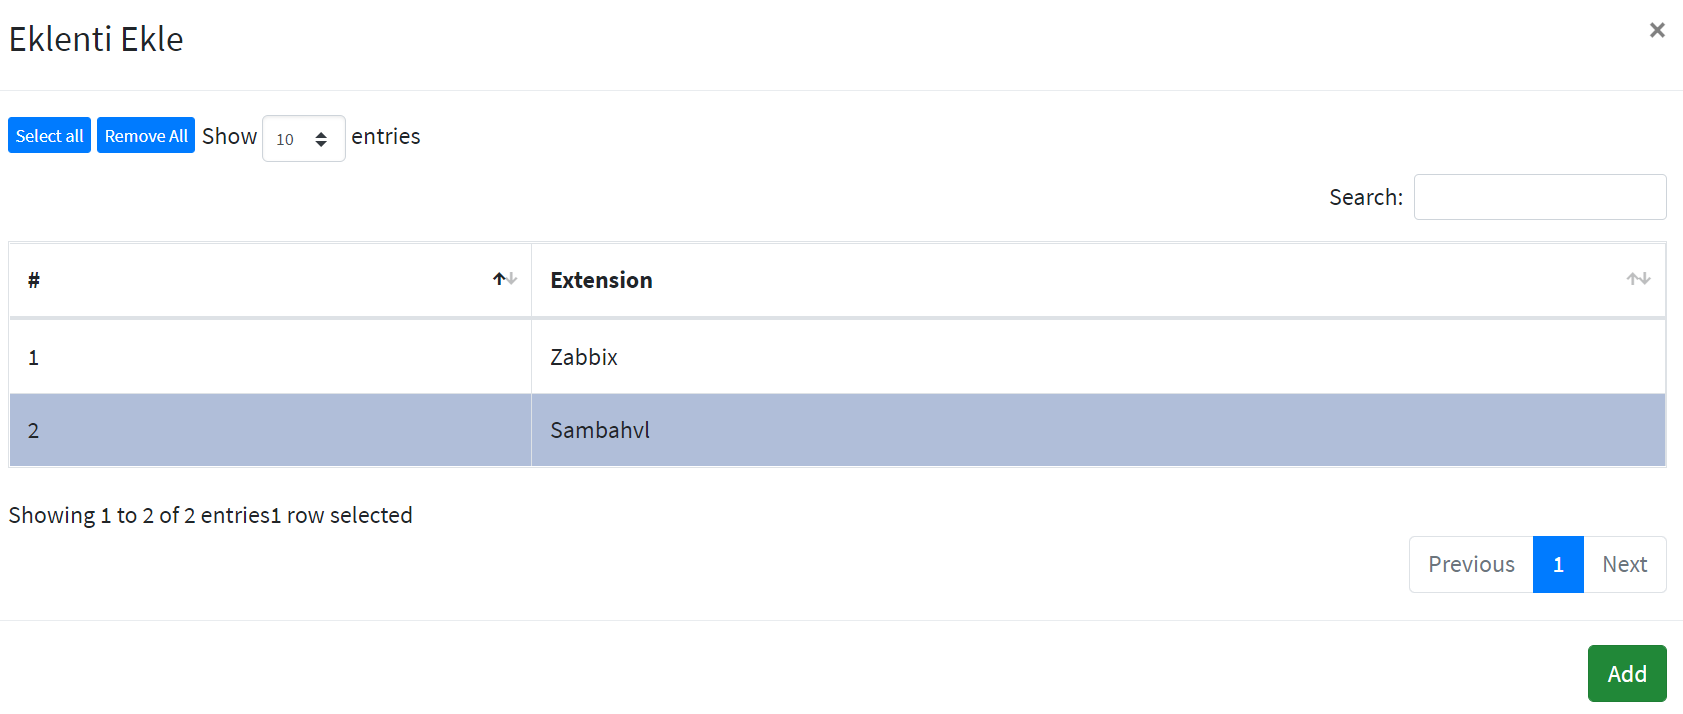 Eklenti Ekle ×
Select all Remove All Show 10 entries
Search:
# Extension
1 Zabbix
2 Sambahvl
Showing 1 to 2 of 2 entries1 row selected
Previous 1 Next
Add